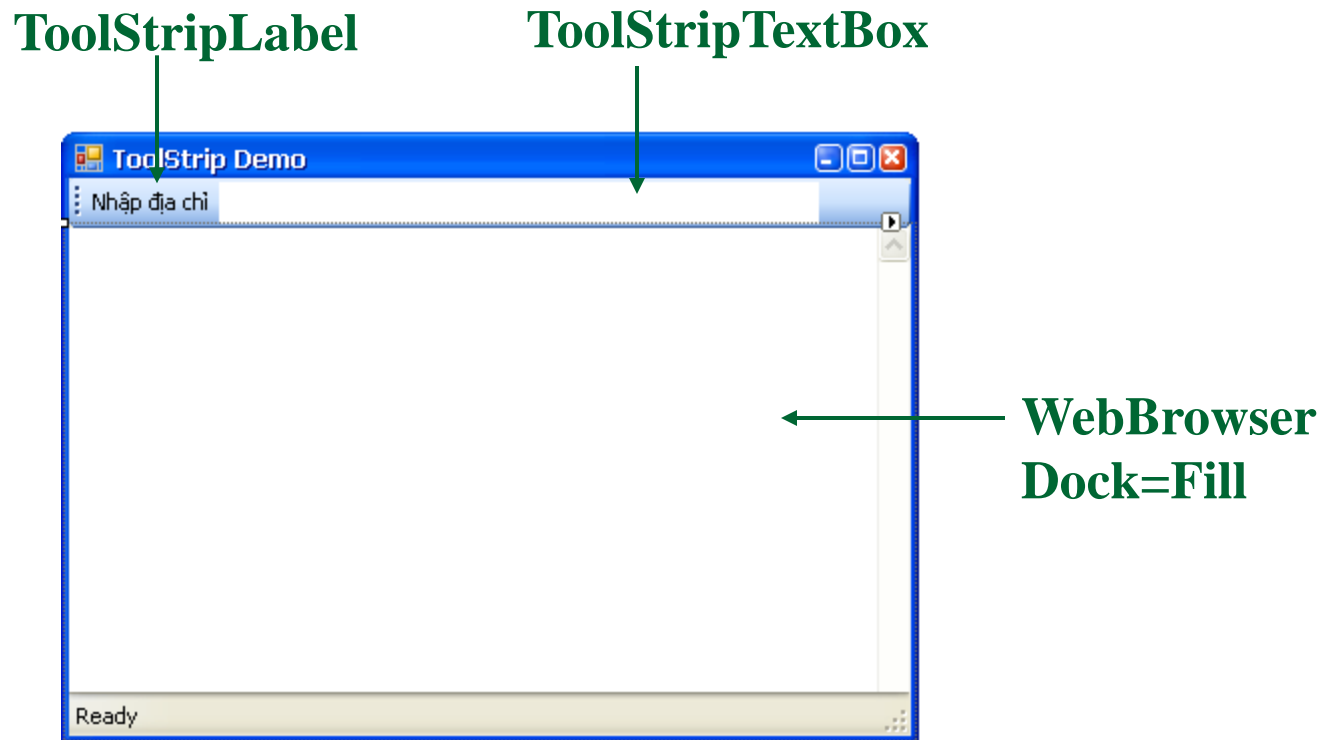 ToolStripLabel
ToolStripTextBox
ToolStrip Demo
Nhập địa chỉ
WebBrowser
Dock=Fill
Ready